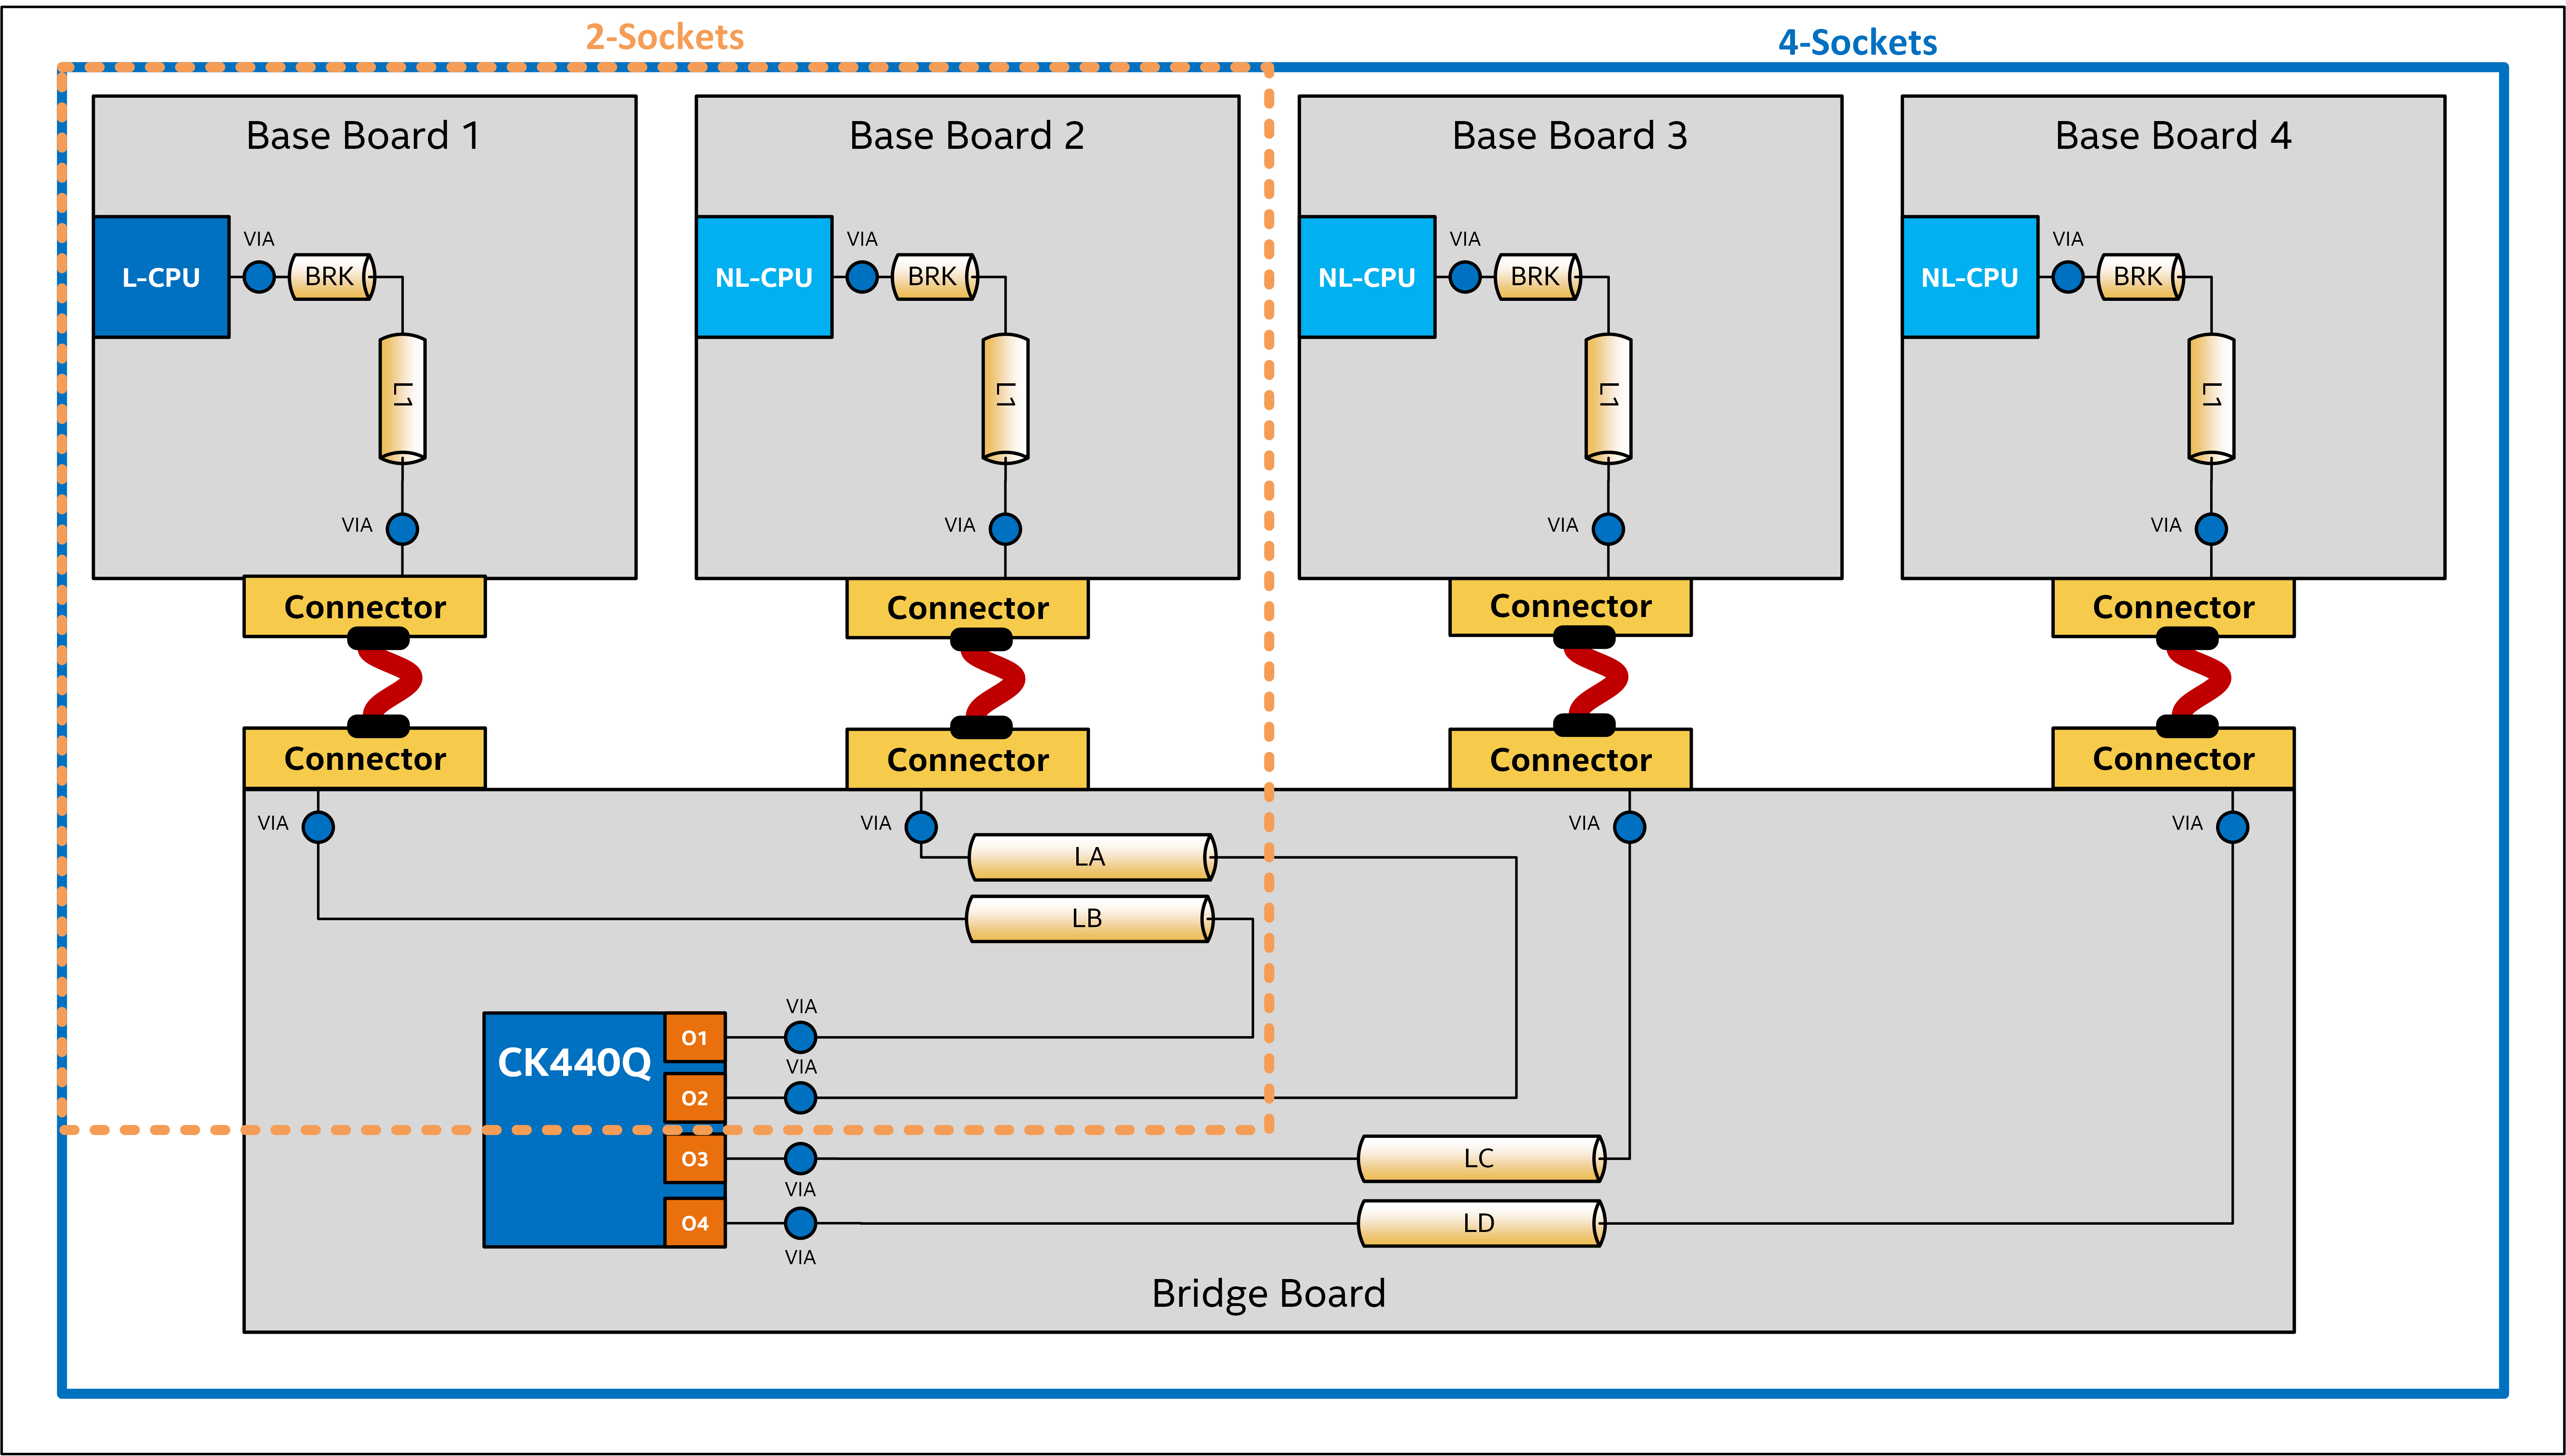 2-Sockets
4-Sockets
Base Board 1
Base Board 2
Base Board 3
Base Board 4
VIA
VIA
VIA
VIA
L-CPU
BRK
NL-CPU
BRK
NL-CPU
BRK
NL-CPU
BRK
L1
L1
L1
L1
VIA
VIA
VIA
VIA
Connector
Connector
Connector
Connector
Connector
Connector
Connector
Connector
VIA
VIA
VIA
VIA
LA
LB
VIA
O1
CK440Q
VIA
O2
O3
LC
VIA
O4
LD
VIA
Bridge Board